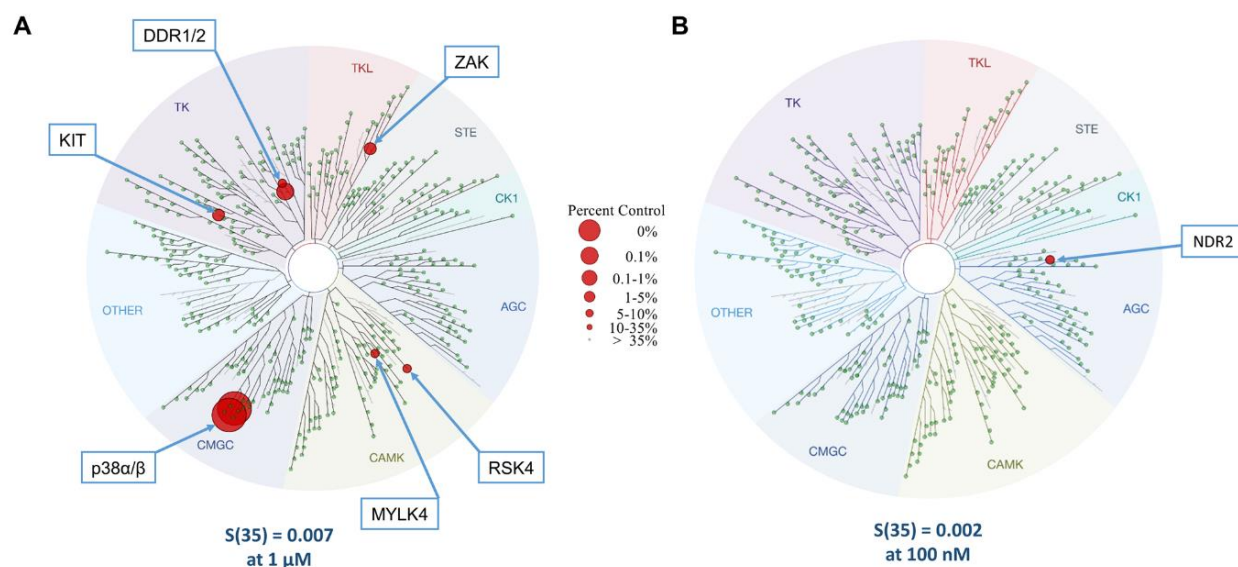 A
DDR1/2
ZAK
TKL
TK
STE
KIT
CK1
AGC
OTHER
CMGC
CAMK
p38α/β
RSK4
MYLK4
S(35) = 0.007
at 1 µM
Percent Control
0%
0.1%
0.1-1%
1-5%
5-10%
10-35%
> 35%
B
TKL
TK
STE
CK1
NDR2
AGC
OTHER
CMGC
CAMK
S(35) = 0.002
at 100 nM